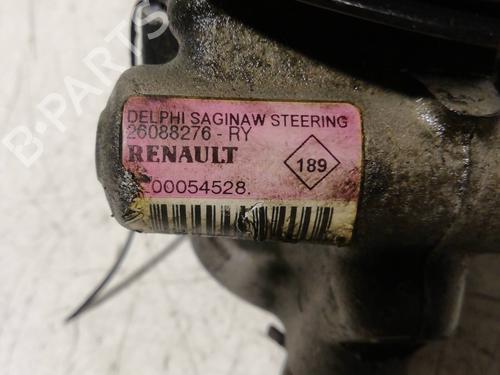 B-PARTS
DELPHI SAGINAW STEERING
26088276 - RY
RENAULT
189
00054528.